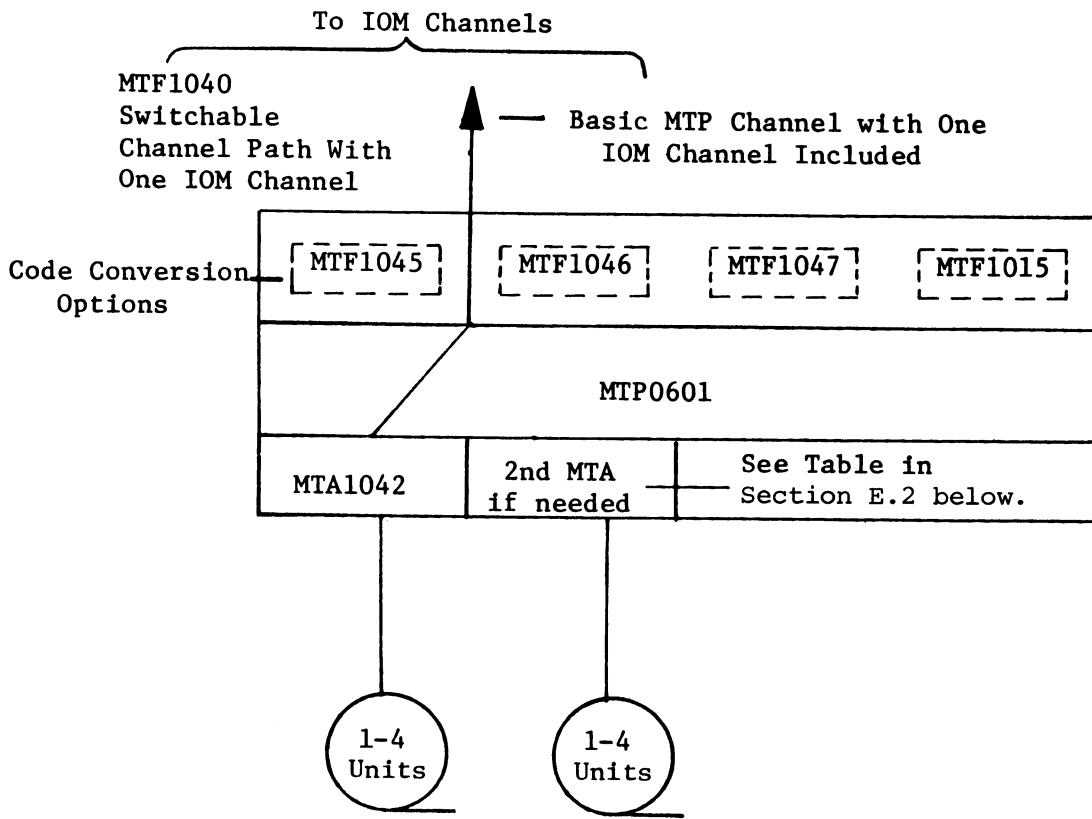 To IOM Channels
MTF1040
Switchable
Channel Path With
One IOM Channel
Basic MTP Channel with One
IOM Channel Included
Code Conversion
Options
MTF1045
MTF1046
MTF1047
MTF1015
MTP0601
MTA1042
2nd MTA
if needed
See Table in
Section E.2 below.
1-4
Units
1-4
Units